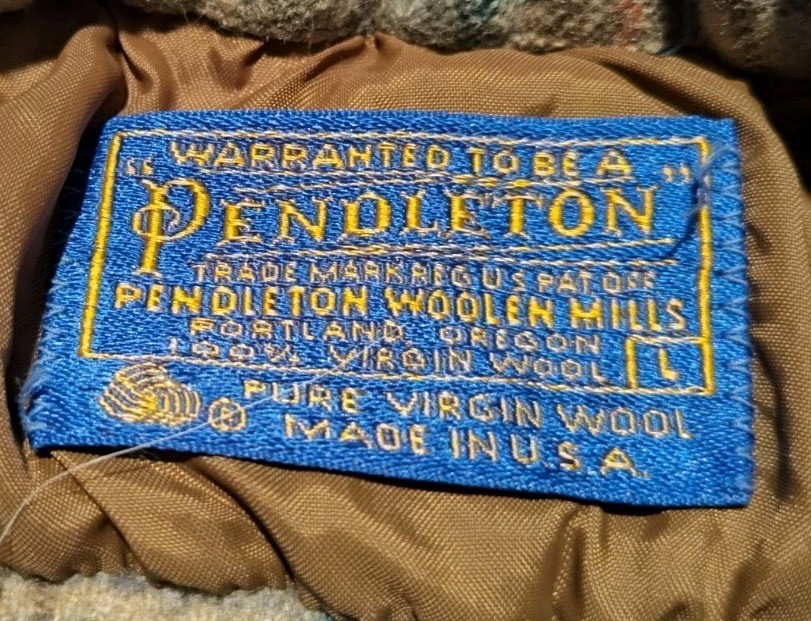 "WARRANTED TO BE A"
PENDLETON
TRADE MARK REG U S PAT OFF
PENDLETON WOOLEN MILLS
PORTLAND, OREGON
100% VIRGIN WOOL L
® PURE VIRGIN WOOL
MADE IN U.S.A.